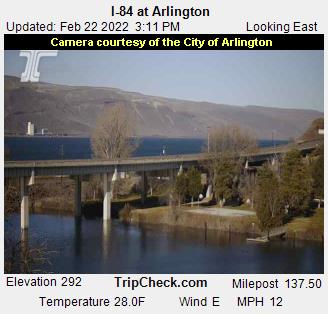 I-84 at Arlington
Updated: Feb 22 2022 3:11 PM Looking East
Camera courtesy of the City of Arlington
Elevation 292 TripCheck.com Milepost 137.50
Temperature 28.0F Wind E MPH 12